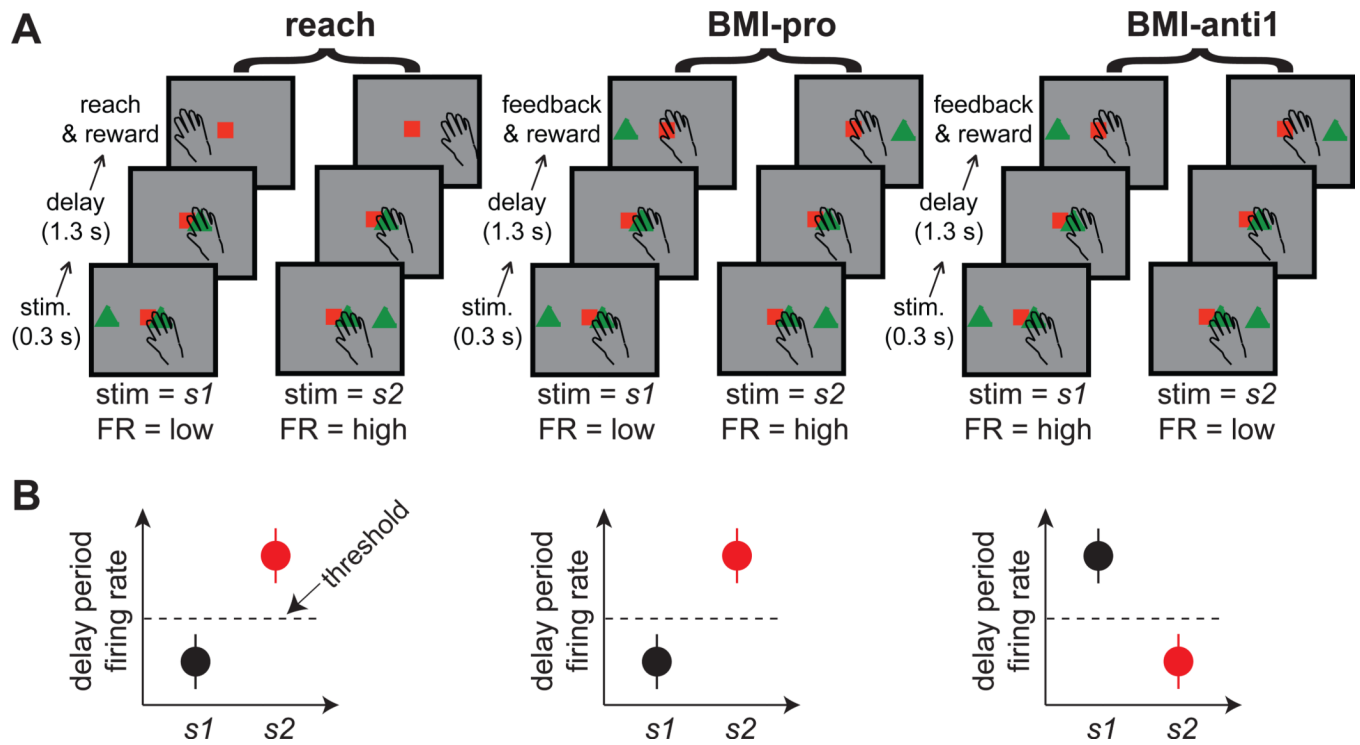 A
reach
BMI-pro
BMI-anti1
reach
& reward
delay
(1.3 s)
stim.
(0.3 s)
stim = s1
FR = low
stim = s2
FR = high
feedback
& reward
delay
(1.3 s)
stim.
(0.3 s)
stim = s1
FR = low
stim = s2
FR = high
feedback
& reward
delay
(1.3 s)
stim.
(0.3 s)
stim = s1
FR = high
stim = s2
FR = low
B
delay period
firing rate
threshold
s1 s2
delay period
firing rate
s1 s2
delay period
firing rate
s1 s2